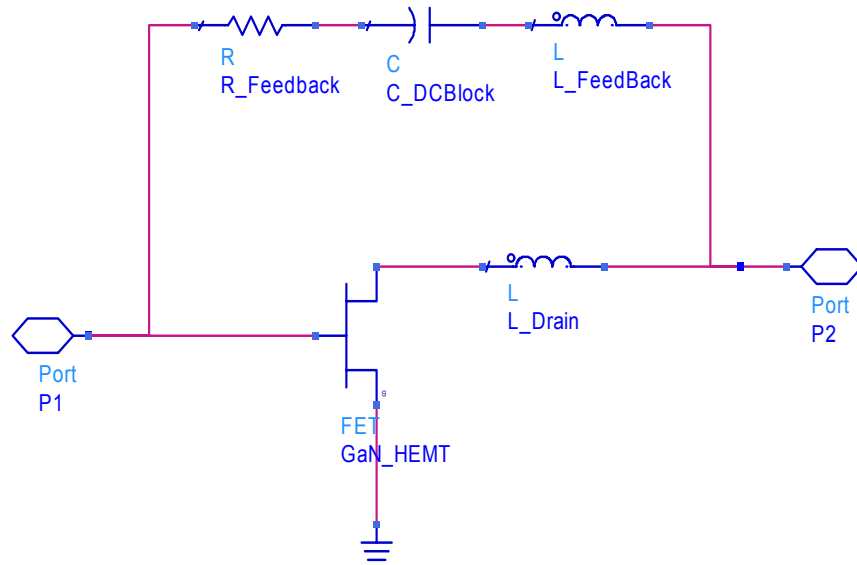 R
R_Feedback
C
C_DCBlock
L
L_FeedBack
L
L_Drain
Port
P2
Port
P1
s
FET
GaN_HEMT